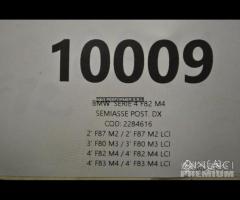 10009
BMW SERIE 4 F82 M4
SEMIASSE POST. DX
COD: 2284616
2' F87 M2 / 2' F87 M2 LCI
3' F80 M3 / 3' F80 M3 LCI
4' F82 M4 / 4' F82 M4 LCI
4' F83 M4 / 4' F83 M4 LCI
ANNUNCI
PREMIUM